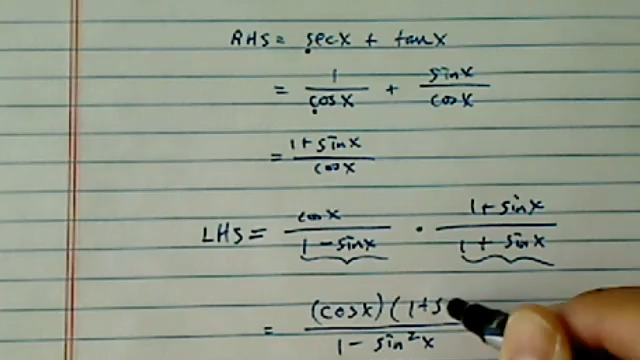 RHS = secx + tanx
= 1/cosx + sinx/cosx
= 1+sinx/cosx
LHS = cosx/1-sinx · 1+sinx/1+sinx
= (cosx)(1+s/1-sin²x